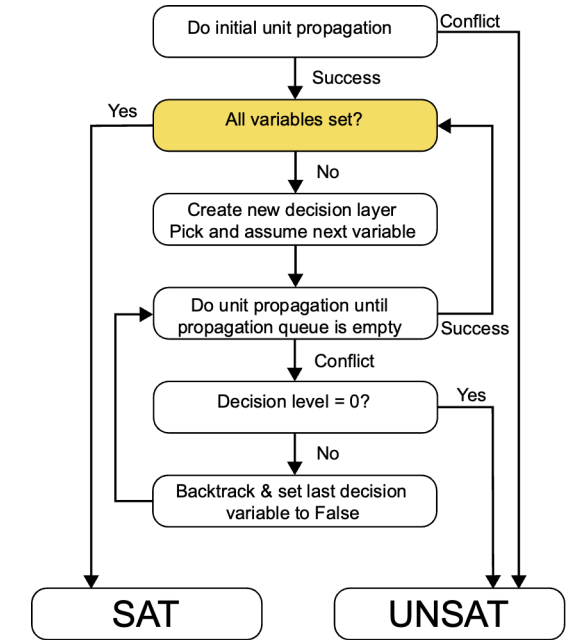 Do initial unit propagation
Conflict
Success
Yes
All variables set?
No
Create new decision layer
Pick and assume next variable
Do unit propagation until
propagation queue is empty
Success
Conflict
Decision level = 0?
Yes
No
Backtrack & set last decision
variable to False
SAT
UNSAT